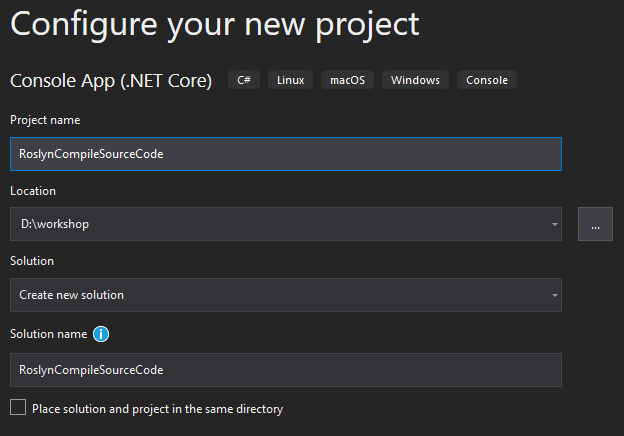 Configure your new project
Console App (.NET Core) C# Linux macOS Windows Console
Project name
RoslynCompileSourceCode
Location
D:\workshop
...
Solution
Create new solution
Solution name i
RoslynCompileSourceCode
Place solution and project in the same directory